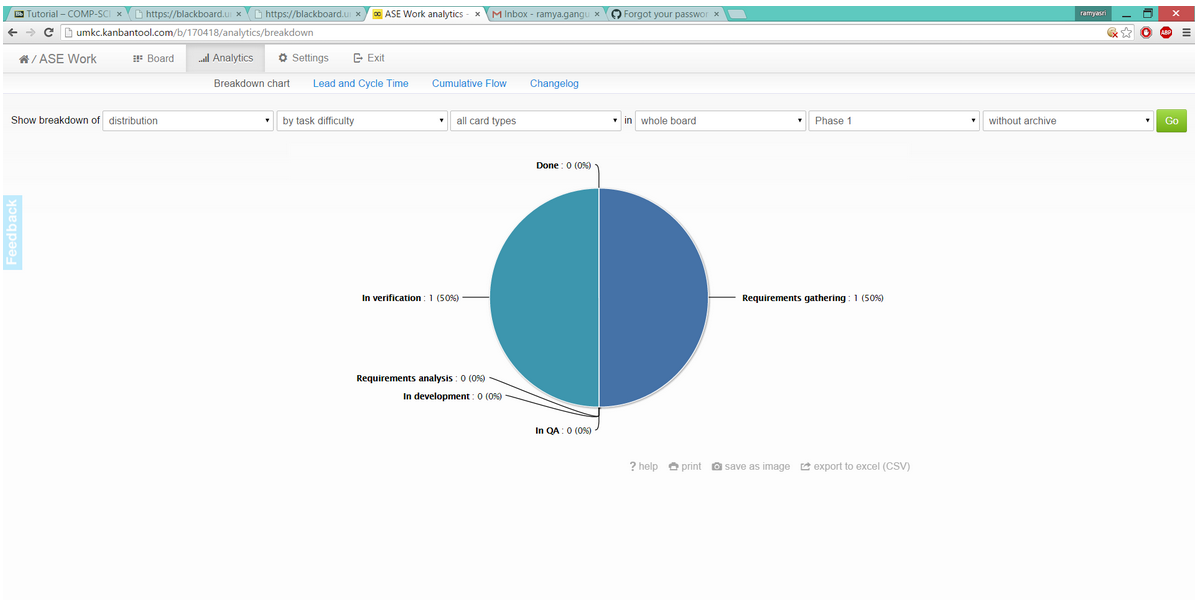 Tutorial – COMP-SCI
https://blackboard.u
https://blackboard.u
ASE Work analytics -
Inbox - ramya.gangu
Forgot your passwor
ramyasri
umkc.kanbantool.com/b/170418/analytics/breakdown
ABP
/ ASE Work
Board
Analytics
Settings
Exit
Breakdown chart
Lead and Cycle Time
Cumulative Flow
Changelog
Show breakdown of distribution by task difficulty all card types in whole board Phase 1 without archive Go
Feedback
Done : 0 (0%)
In verification : 1 (50%)
Requirements gathering : 1 (50%)
Requirements analysis : 0 (0%)
In development : 0 (0%)
In QA : 0 (0%)
? help print save as image export to excel (CSV)